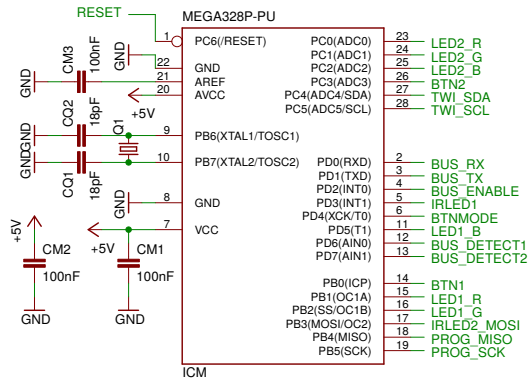 RESET
MEGA328P-PU
1 PC6(/RESET) PC0(ADC0) 23 LED2_R
PC1(ADC1) 24 LED2_G
22 GND PC2(ADC2) 25 LED2_B
21 AREF PC3(ADC3) 26 BTN2
20 AVCC PC4(ADC4/SDA) 27 TWI_SDA
PC5(ADC5/SCL) 28 TWI_SCL
GND
CM3
100nF
GND
+5V
CQ2
18pF
GND
Q1
9 PB6(XTAL1/TOSC1)
GND
CQ1
18pF
10 PB7(XTAL2/TOSC2)
PD0(RXD) 2 BUS_RX
PD1(TXD) 3 BUS_TX
PD2(INT0) 4 BUS_ENABLE
GND 8 GND PD3(INT1) 5 IRLED1
PD4(XCK/T0) 6 BTNMODE
+5V 7 VCC PD5(T1) 11 LED1_B
PD6(AIN0) 12 BUS_DETECT1
PD7(AIN1) 13 BUS_DETECT2
+5V
CM2
100nF
GND
CM1
100nF
GND
PB0(ICP) 14 BTN1
PB1(OC1A) 15 LED1_R
PB2(SS/OC1B) 16 LED1_G
PB3(MOSI/OC2) 17 IRLED2_MOSI
PB4(MISO) 18 PROG_MISO
PB5(SCK) 19 PROG_SCK
ICM